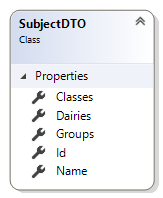 SubjectDTO
Class
Properties
Classes
Dairies
Groups
Id
Name